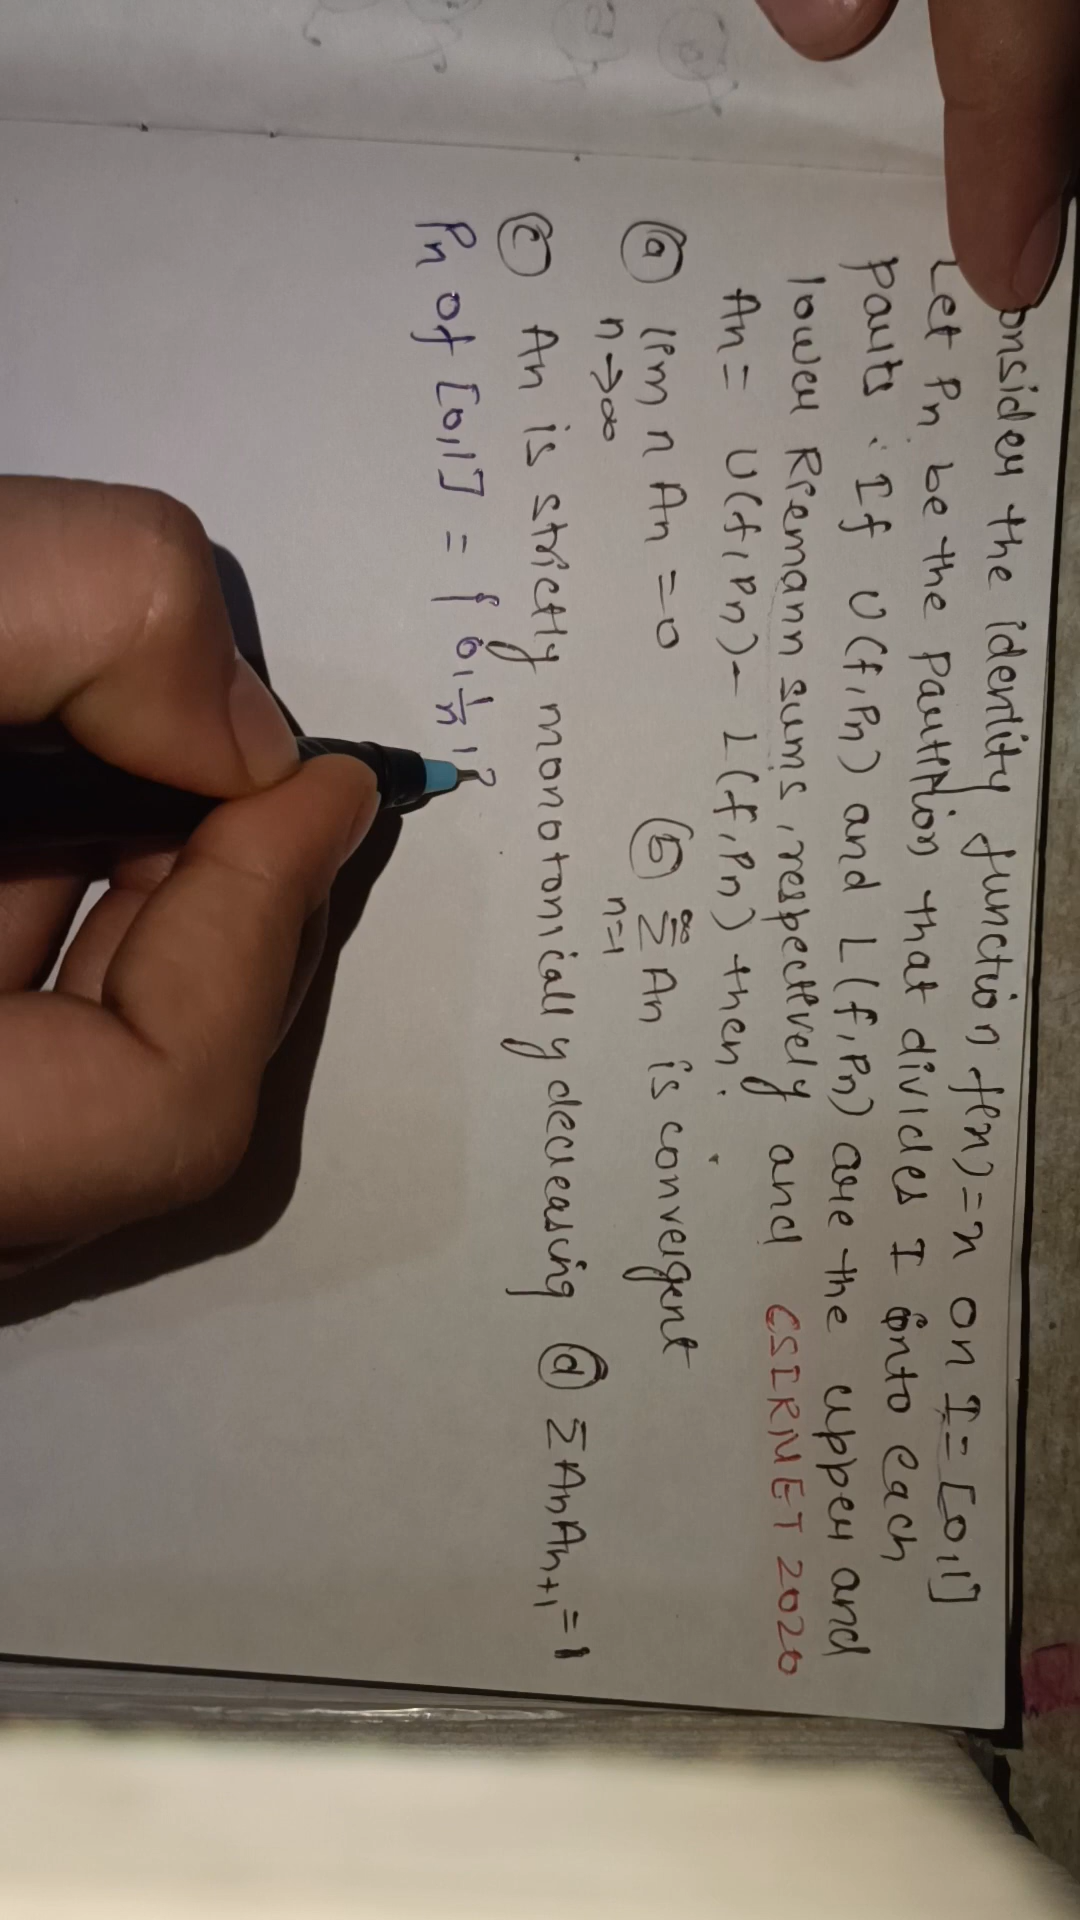 onsider the identity function f(x)=x on I=[0,1]
Let Pn be the partition that divides I into each
parts. If U(f,Pn) and L(f,Pn) are the upper and
lower Riemann sums, respectively and CSIRNET 2020
An = U(f,Pn) - L(f,Pn) then.
(a) lim n→∞ n An = 0 (b) ∞ Σ n=1 An is convergent
(c) An is strictly monotonically decreasing (d) Σ An An+1 = 1
Pn of [0,1] = { 0, 1/n,